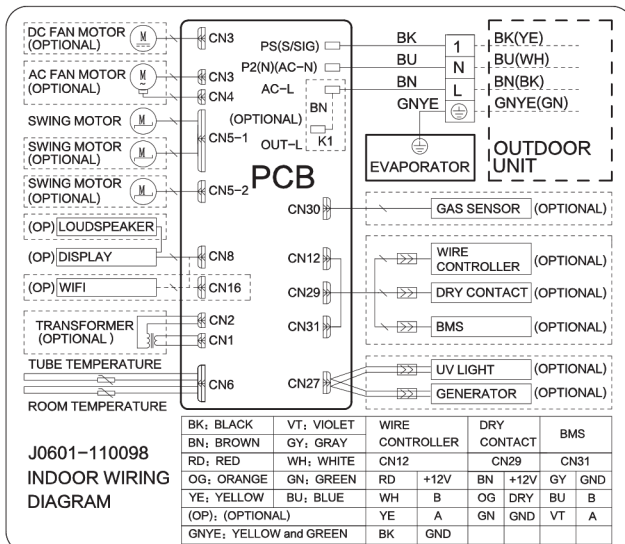 DC FAN MOTOR
(OPTIONAL)
M
CN3
AC FAN MOTOR
(OPTIONAL)
M
~
CN3
CN4
SWING MOTOR
M
CN5-1
SWING MOTOR
(OPTIONAL)
M
SWING MOTOR
(OPTIONAL)
M
CN5-2
(OP) LOUDSPEAKER
(OP) DISPLAY
CN8
(OP) WIFI
CN16
TRANSFORMER
(OPTIONAL )
CN2
CN1
TUBE TEMPERATURE
CN6
ROOM TEMPERATURE
PCB
PS(S/SIG)
P2(N)(AC-N)
AC-L
BN
(OPTIONAL)
OUT-L K1
BK 1 BK(YE)
BU N BU(WH)
BN L BN(BK)
GNYE GNYE(GN)
EVAPORATOR
OUTDOOR
UNIT
CN30
GAS SENSOR (OPTIONAL)
CN12
WIRE
CONTROLLER (OPTIONAL)
CN29
DRY CONTACT (OPTIONAL)
CN31
BMS (OPTIONAL)
CN27
UV LIGHT (OPTIONAL)
GENERATOR (OPTIONAL)
J0601-110098
INDOOR WIRING
DIAGRAM
BK: BLACK VT: VIOLET WIRE CONTROLLER DRY CONTACT BMS
BN: BROWN GY: GRAY
RD: RED WH: WHITE CN12 CN29 CN31
OG: ORANGE GN: GREEN RD +12V BN +12V GY GND
YE: YELLOW BU: BLUE WH B OG DRY BU B
(OP): (OPTIONAL) YE A GN GND VT A
GNYE: YELLOW and GREEN BK GND